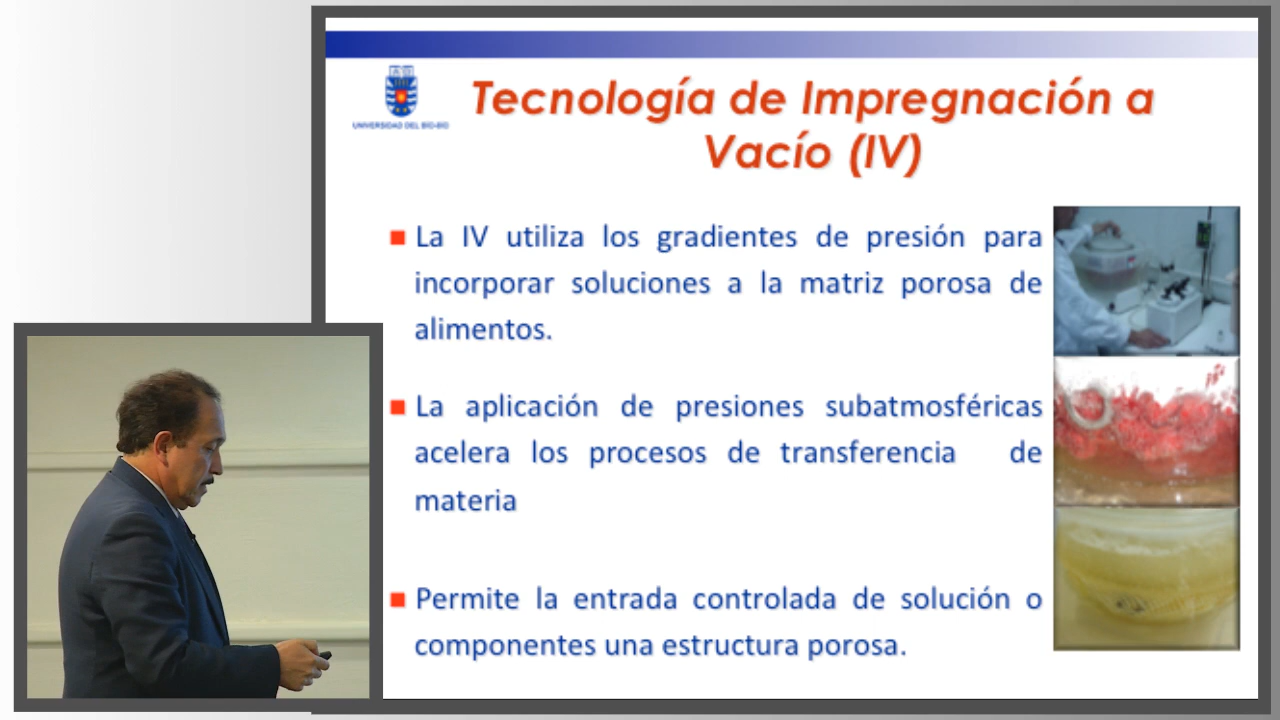 UNIVERSIDAD DEL BÍO-BÍO
Tecnología de Impregnación a
Vacío (IV)
La IV utiliza los gradientes de presión para
incorporar soluciones a la matriz porosa de
alimentos.
La aplicación de presiones subatmosféricas
acelera los procesos de transferencia de
materia
Permite la entrada controlada de solución o
componentes una estructura porosa.